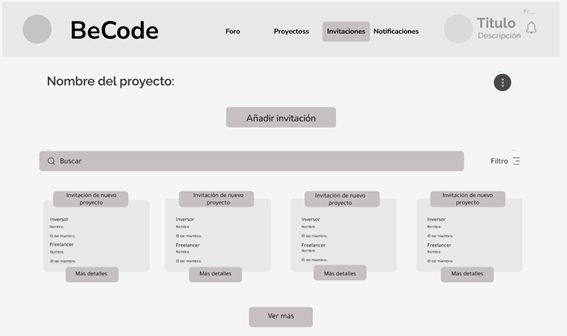 Fr...
BeCode
Foro
Proyectoss
Invitaciones
Notificaciones
Titulo
Descripción
Nombre del proyecto:
Añadir invitación
Buscar
Filtro
Invitación de nuevo
proyecto
Inversor
Nombre:
ID del miembro:
Freelancer
Nombre
ID del miembro:
Más detalles
Invitación de nuevo
proyecto
Inversor
Nombre:
ID del miembro:
Freelancer
Nombre:
ID del miembro:
Más detalles
Invitación de nuevo
proyecto
Inversor
Nombre:
ID del miembro:
Freelancer
Nombre:
ID del miembro:
Más detalles
Invitación de nuevo
proyecto
Inversor
Nombre:
ID del miembro:
Freelancer
Nombre:
ID del miembro:
Más detalles
Ver más